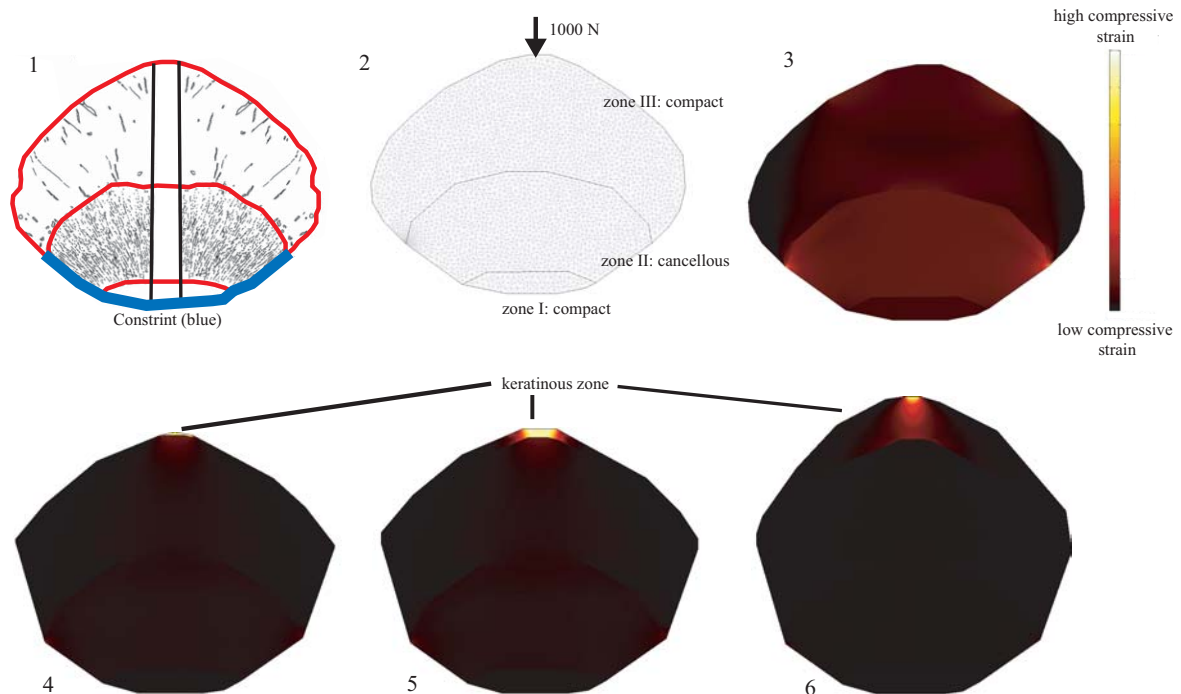 1
Constrint (blue)
2
1000 N
zone III: compact
zone II: cancellous
zone I: compact
3
high compressive
strain
low compressive
strain
keratinous zone
4
5
6